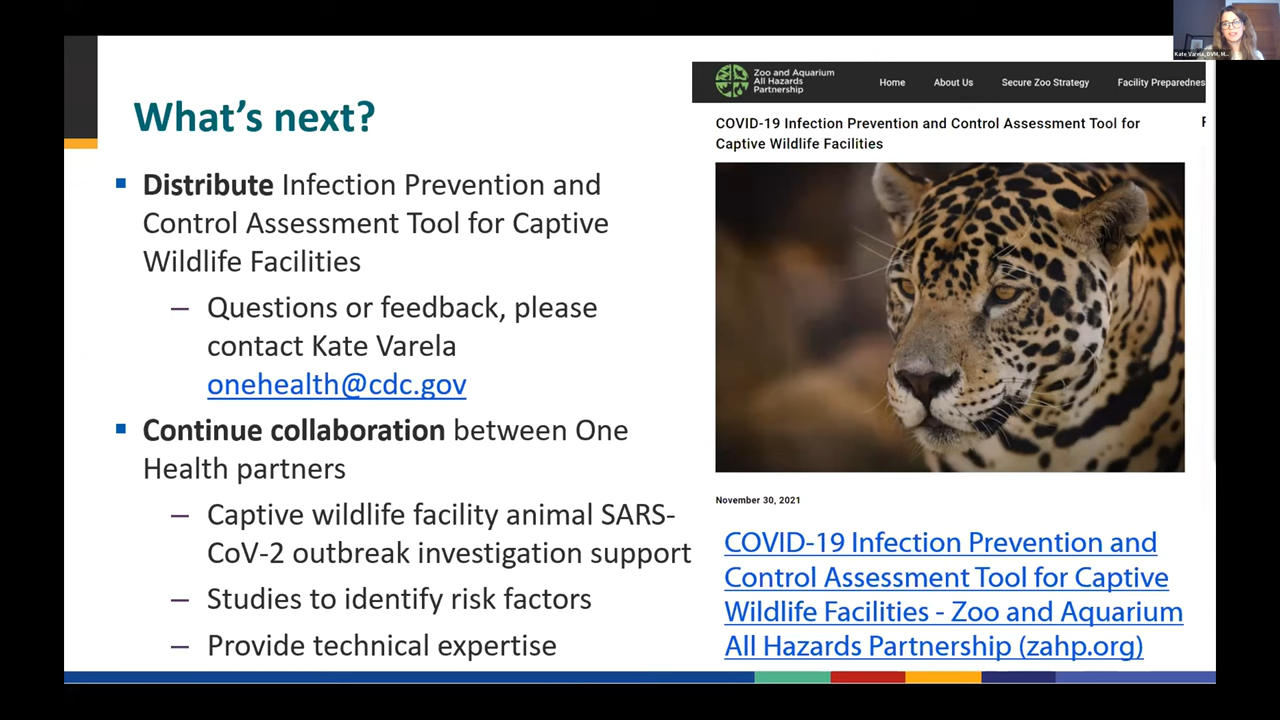 What's next?
Distribute Infection Prevention and
Control Assessment Tool for Captive
Wildlife Facilities
– Questions or feedback, please
contact Kate Varela
onehealth@cdc.gov
Continue collaboration between One
Health partners
– Captive wildlife facility animal SARS-
CoV-2 outbreak investigation support
– Studies to identify risk factors
– Provide technical expertise
Zoo and Aquarium
All Hazards
Partnership
Home About Us Secure Zoo Strategy Facility Preparednes
COVID-19 Infection Prevention and Control Assessment Tool for
Captive Wildlife Facilities
November 30, 2021
COVID-19 Infection Prevention and
Control Assessment Tool for Captive
Wildlife Facilities - Zoo and Aquarium
All Hazards Partnership (zahp.org)
Kate Varela, DVM, M...